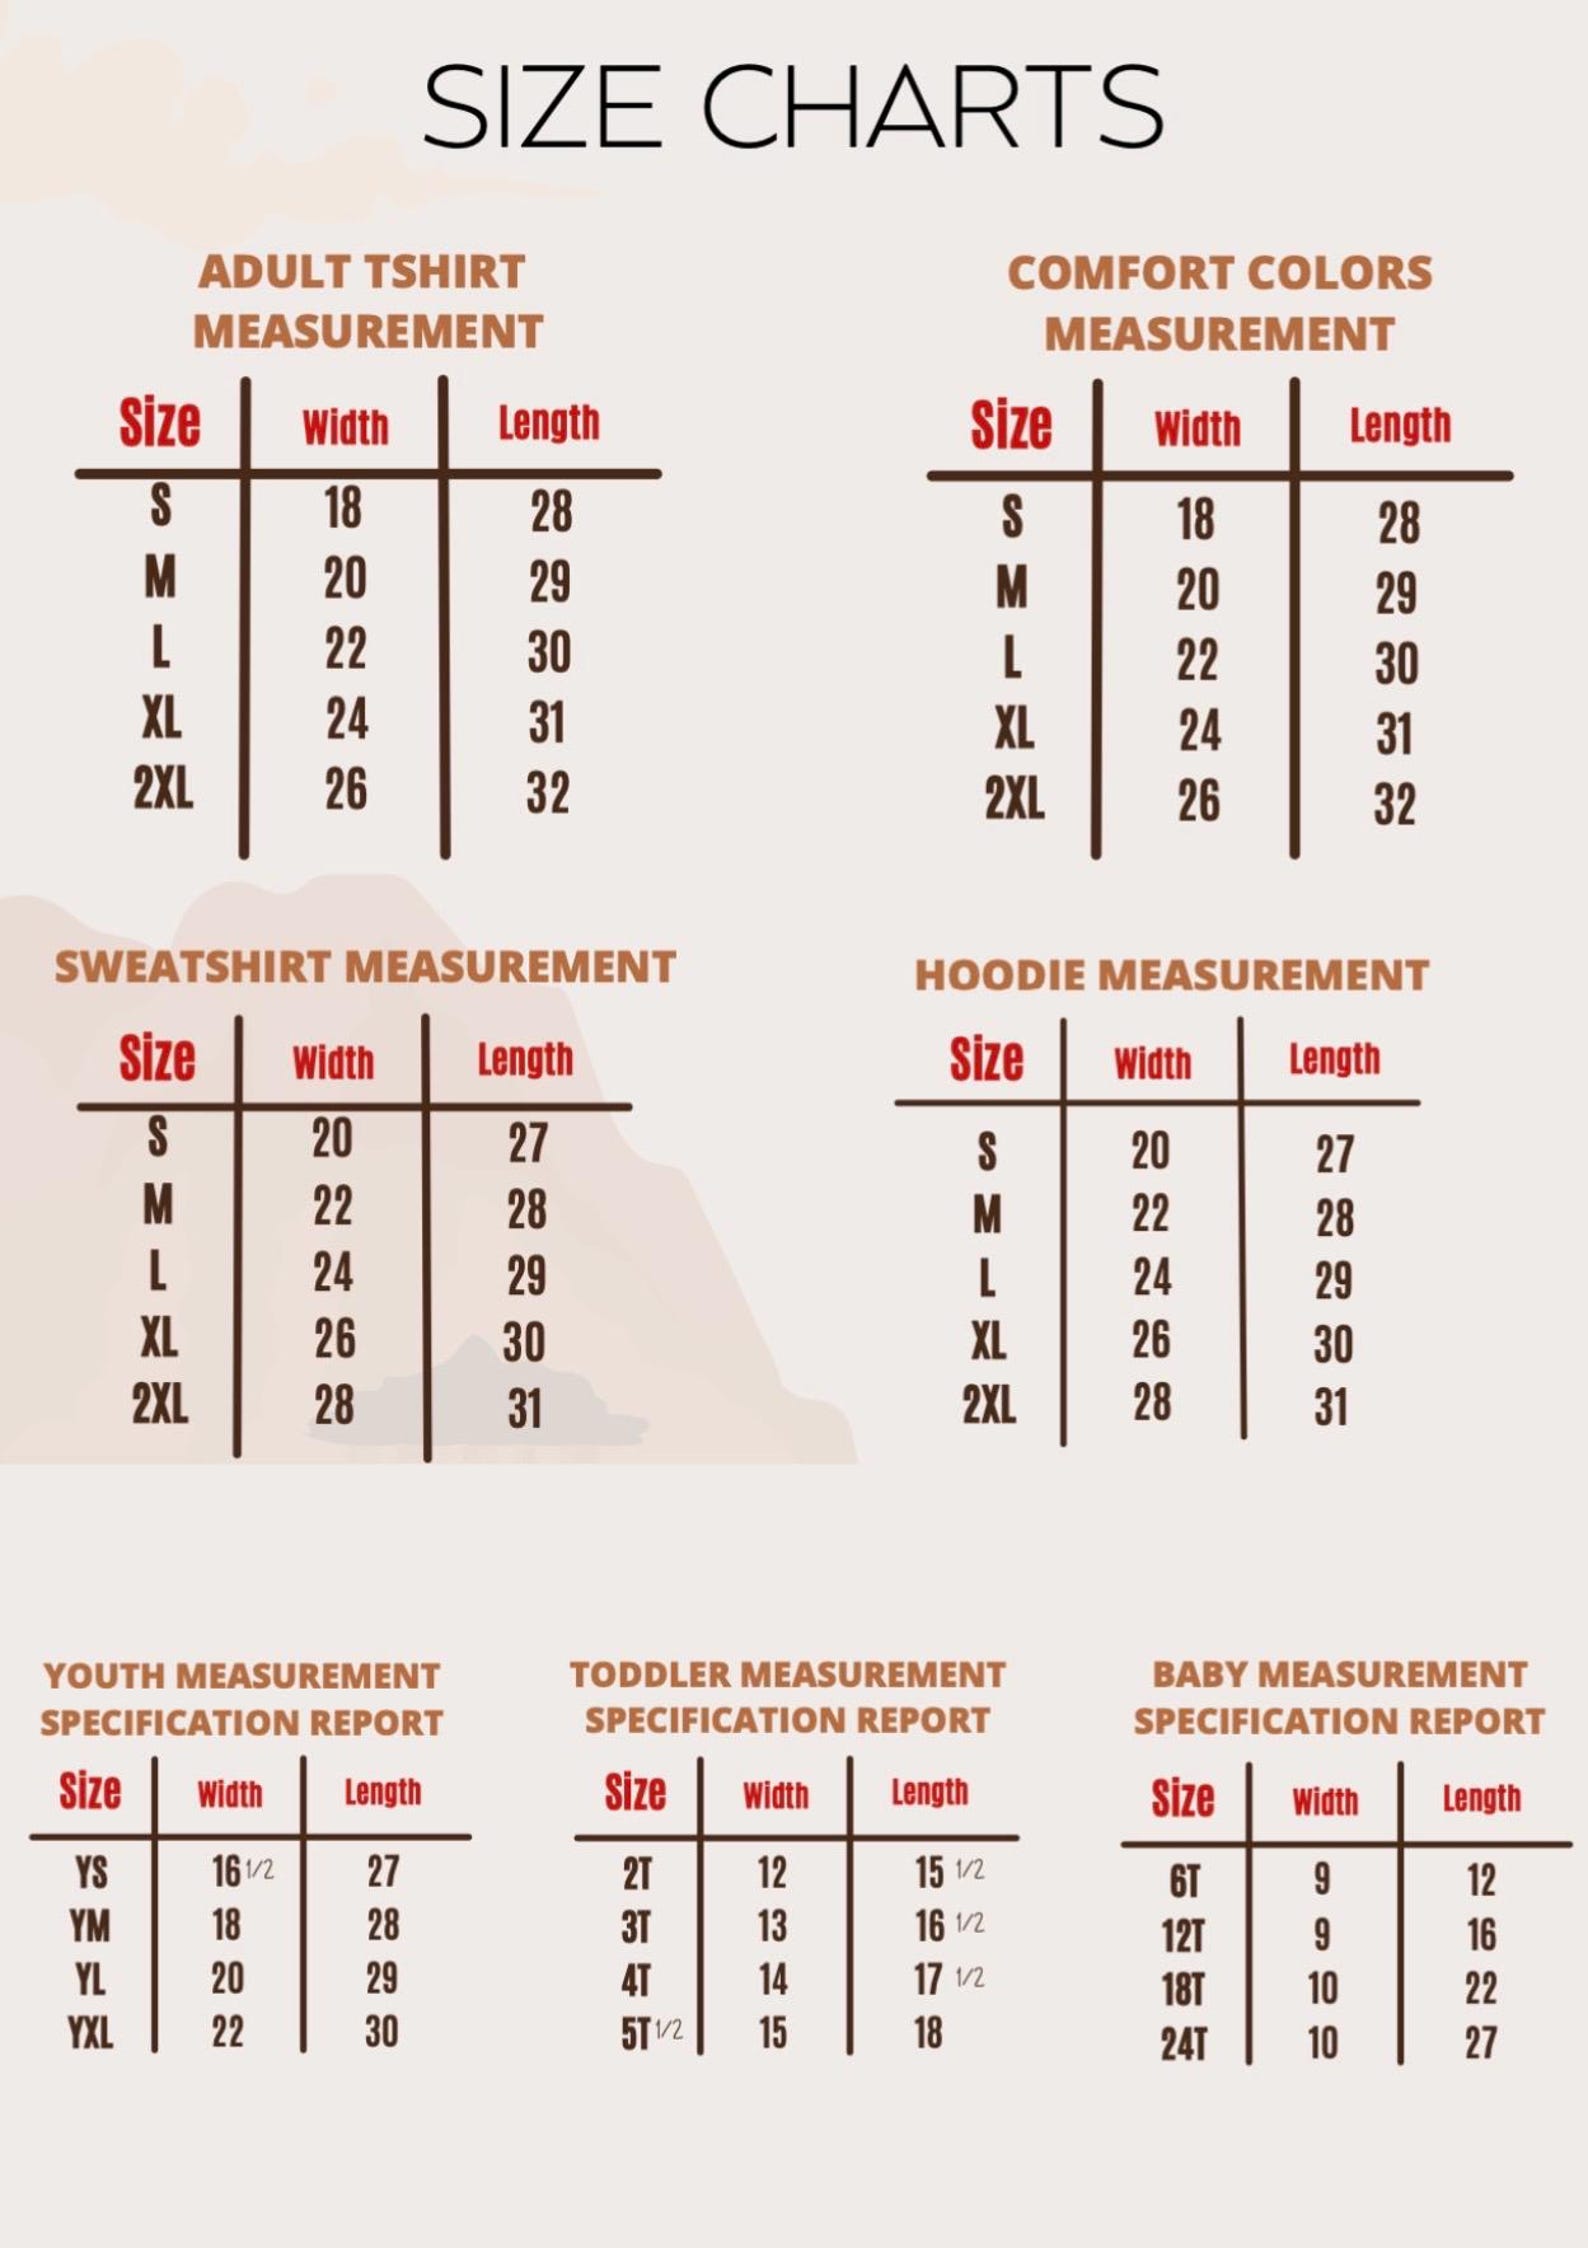 SIZE CHARTS
ADULT TSHIRT
MEASUREMENT
Size Width Length
S 18 28
M 20 29
L 22 30
XL 24 31
2XL 26 32
COMFORT COLORS
MEASUREMENT
Size Width Length
S 18 28
M 20 29
L 22 30
XL 24 31
2XL 26 32
SWEATSHIRT MEASUREMENT
Size Width Length
S 20 27
M 22 28
L 24 29
XL 26 30
2XL 28 31
HOODIE MEASUREMENT
Size Width Length
S 20 27
M 22 28
L 24 29
XL 26 30
2XL 28 31
YOUTH MEASUREMENT
SPECIFICATION REPORT
Size Width Length
YS 16 1/2 27
YM 18 28
YL 20 29
YXL 22 30
TODDLER MEASUREMENT
SPECIFICATION REPORT
Size Width Length
2T 12 15 1/2
3T 13 16 1/2
4T 14 17 1/2
5T 1/2 15 18
BABY MEASUREMENT
SPECIFICATION REPORT
Size Width Length
6T 9 12
12T 9 16
18T 10 22
24T 10 27